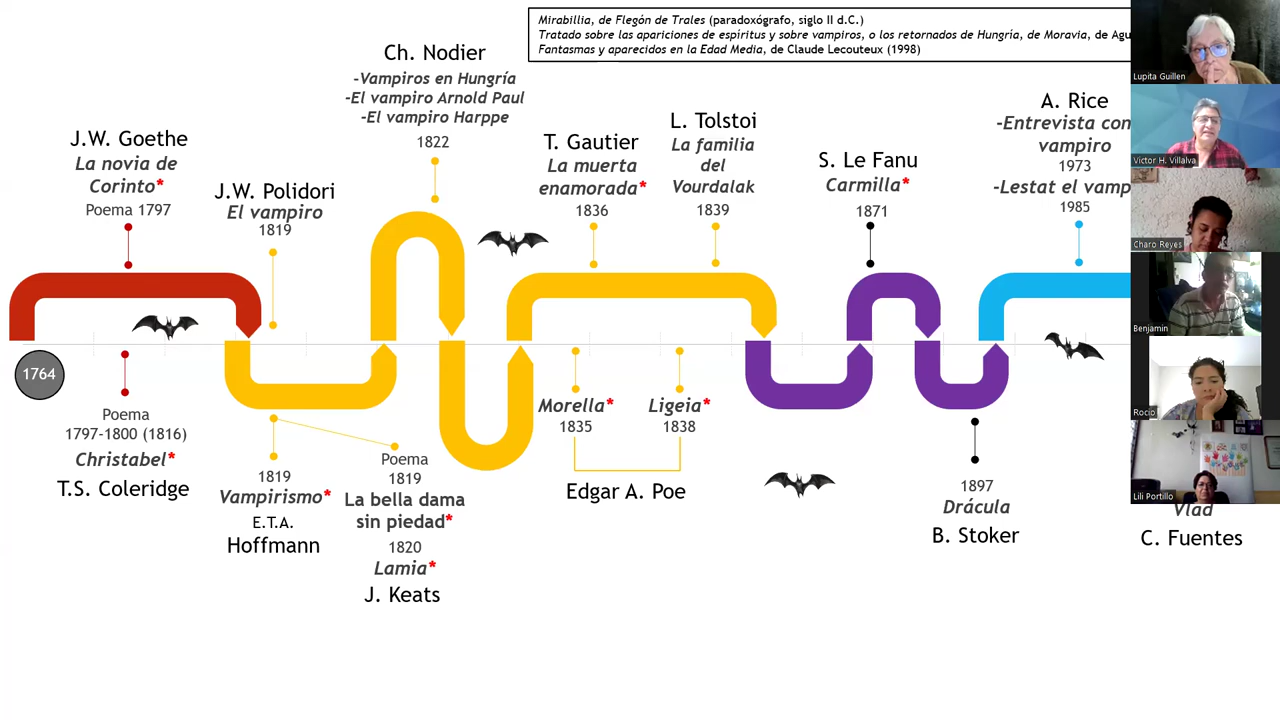 Mirabillia, de Flegón de Trales (paradoxógrafo, siglo II d.C.)
Tratado sobre las apariciones de espíritus y sobre vampiros, o los retornados de Hungría, de Moravia, de
Fantasmas y aparecidos en la Edad Media, de Claude Lecouteux (1998)
J.W. Goethe
La novia de
Corinto*
Poema 1797
J.W. Polidori
El vampiro
1819
Ch. Nodier
-Vampiros en Hungría
-El vampiro Arnold Paul
-El vampiro Harppe
1822
T. Gautier
La muerta
enamorada*
1836
L. Tolstoi
La familia
del
Vourdalak
1839
S. Le Fanu
Carmilla*
1871
A. Rice
-Entrevista con
vampiro
1973
-Lestat el
1985
1764
Poema
1797-1800 (1816)
Christabel*
T.S. Coleridge
1819
Vampirismo*
E.T.A.
Hoffmann
Poema
1819
La bella dama
sin piedad*
1820
Lamia*
J. Keats
Morella*
1835
Ligeia*
1838
Edgar A. Poe
1897
Drácula
B. Stoker
Vlad
C. Fuentes
Lupita Guillen
Victor H. Villalva
Charo Reyes
Benjamin
Rocio
Lili Portillo